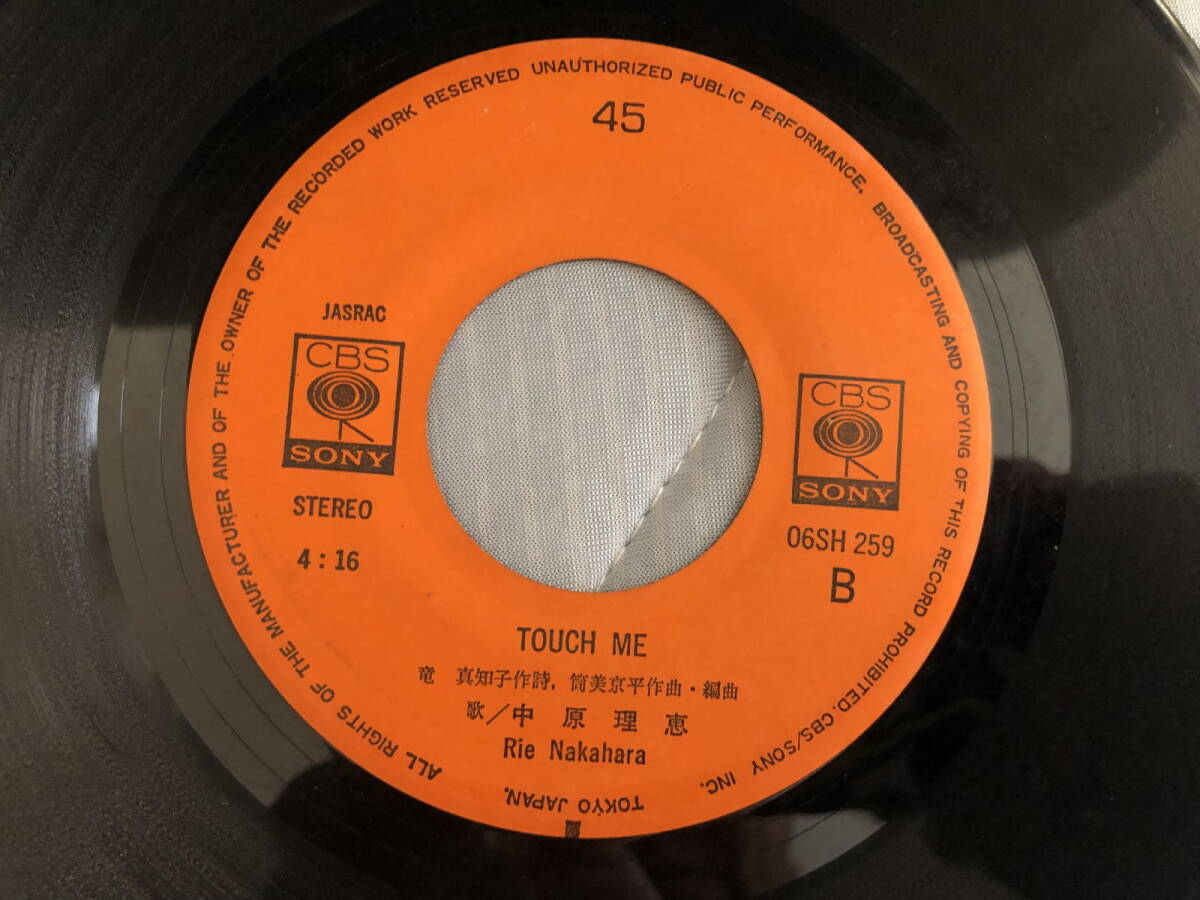 45
ALL RIGHTS OF THE MANUFACTURER AND OF THE OWNER OF THE RECORDED WORK RESERVED UNAUTHORIZED PUBLIC PERFORMANCE, BROADCASTING AND COPYING OF THIS RECORD PROHIBITED. CBS/SONY INC.
TOKYO JAPAN.
JASRAC
CBS
SONY
STEREO
4:16
CBS
SONY
06SH 259
B
TOUCH ME
竜 真知子作詩, 筒美京平作曲・編曲
歌/中原理恵
Rie Nakahara